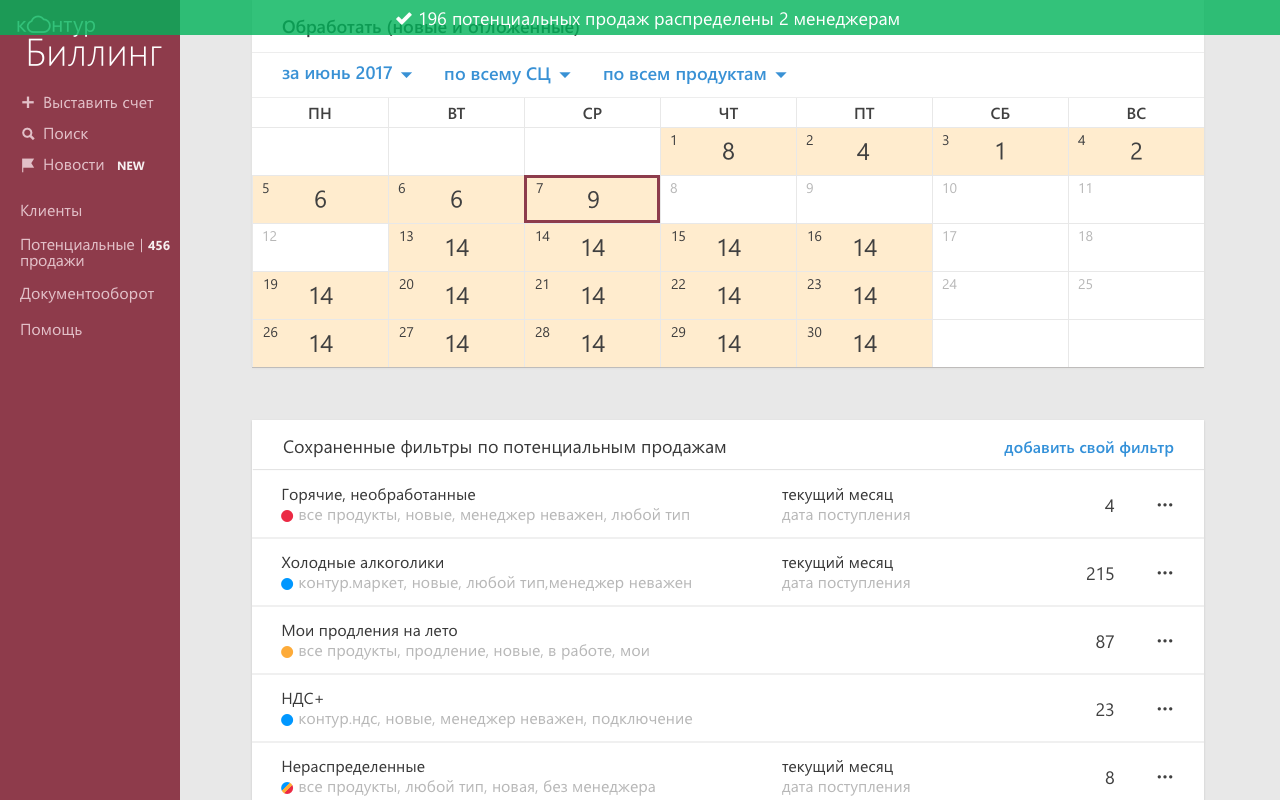 ✔ 196 потенциальных продаж распределены 2 менеджерам
контур
Биллинг
Выставить счет
Поиск
Новости NEW
Клиенты
Потенциальные | 456
продажи
Документооборот
Помощь
Обработать (новые и отложенные)
за июнь 2017 по всему СЦ по всем продуктам
ПН ВТ СР ЧТ ПТ СБ ВС
1 8 2 4 3 1 4 2
5 6 6 6 7 9 8 9 10 11
12 13 14 14 14 15 14 16 14 17 18
19 14 20 14 21 14 22 14 23 14 24 25
26 14 27 14 28 14 29 14 30 14
Сохраненные фильтры по потенциальным продажам добавить свой фильтр
Горячие, необработанные текущий месяц 4 •••
все продукты, новые, менеджер неважен, любой тип дата поступления
Холодные алкоголики текущий месяц 215 •••
контур.маркет, новые, любой тип,менеджер неважен дата поступления
Мои продления на лето 87 •••
все продукты, продление, новые, в работе, мои
НДС+ 23 •••
контур.ндс, новые, менеджер неважен, подключение
Нераспределенные текущий месяц 8 •••
все продукты, любой тип, новая, без менеджера дата поступления